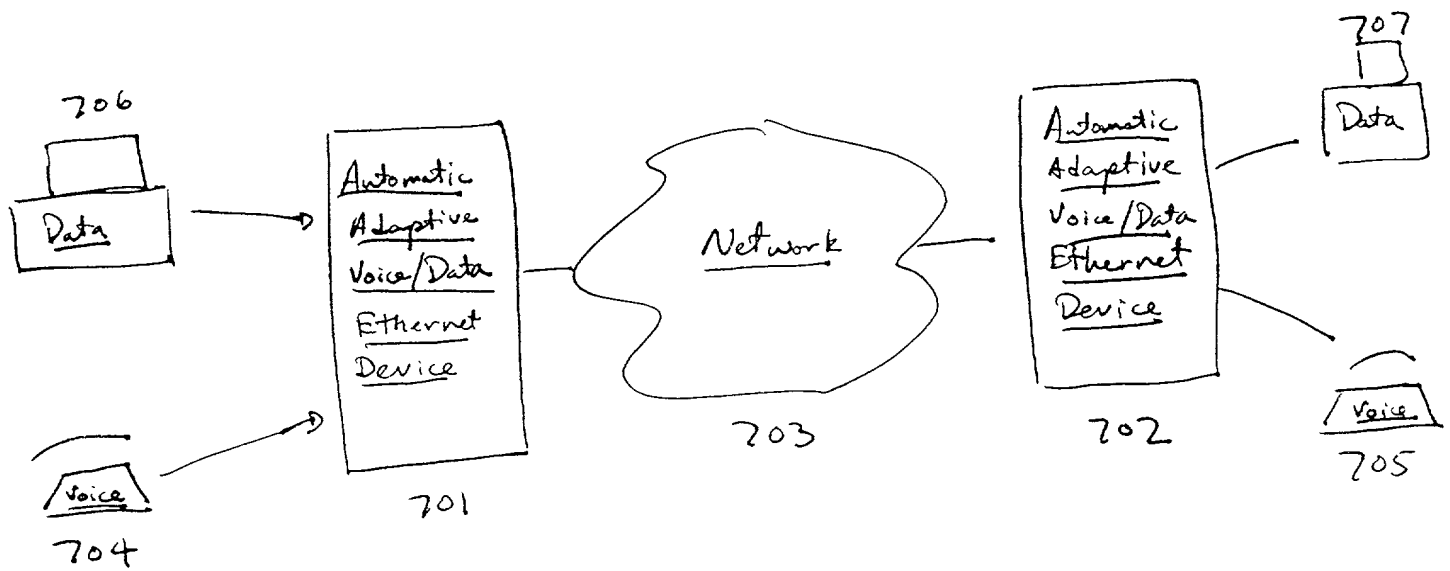 706
Data
Voice
704
Automatic
Adaptive
Voice/Data
Ethernet
Device
701
Network
703
Automatic
Adaptive
Voice/Data
Ethernet
Device
702
707
Data
Voice
705